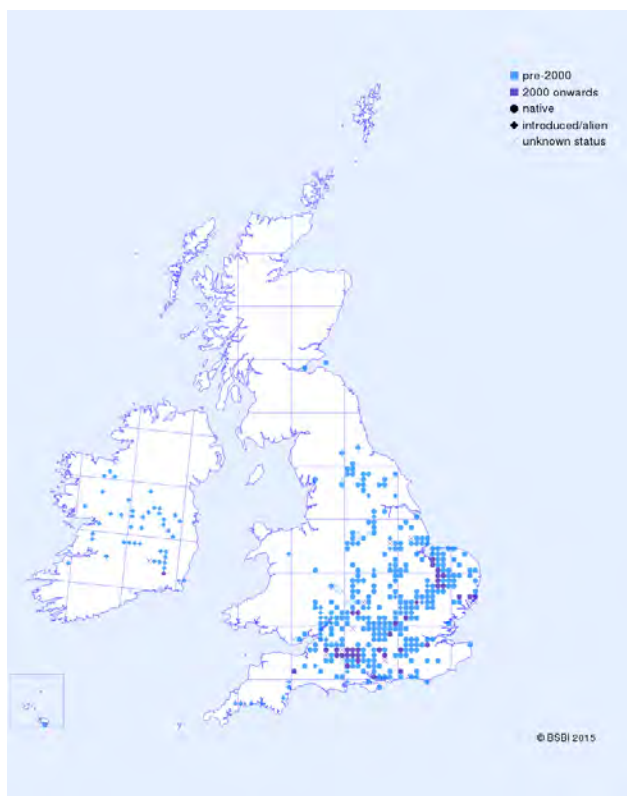 pre-2000
2000 onwards
native
introduced/alien
unknown status
© BSBI 2015